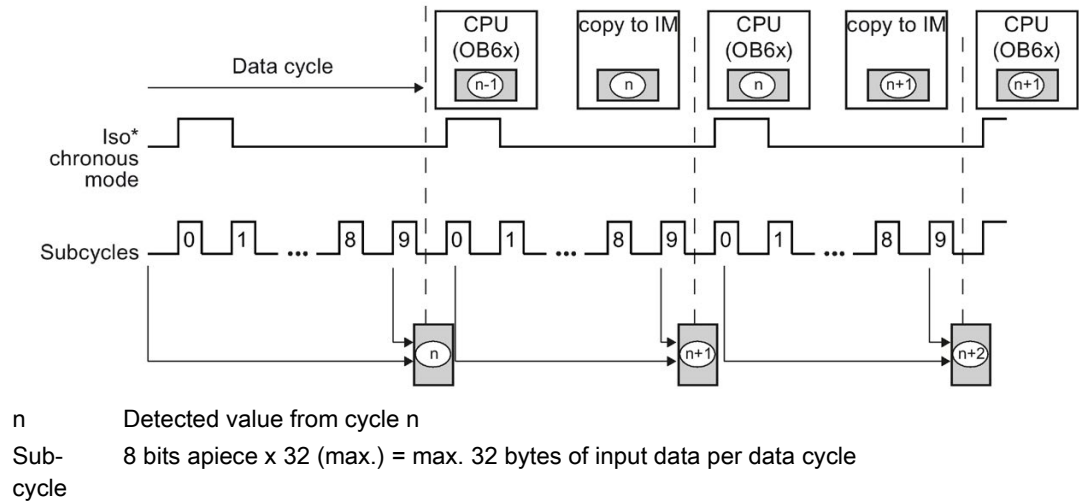 CPU (OB6x) n-1
copy to IM n
CPU (OB6x) n
copy to IM n+1
CPU (OB6x) n+1
Data cycle
Iso*
chronous
mode
Subcycles 0 1 ... 8 9 0 1 ... 8 9 0 1 ... 8 9
n n+1 n+2
n Detected value from cycle n
Sub- 8 bits apiece x 32 (max.) = max. 32 bytes of input data per data cycle
cycle